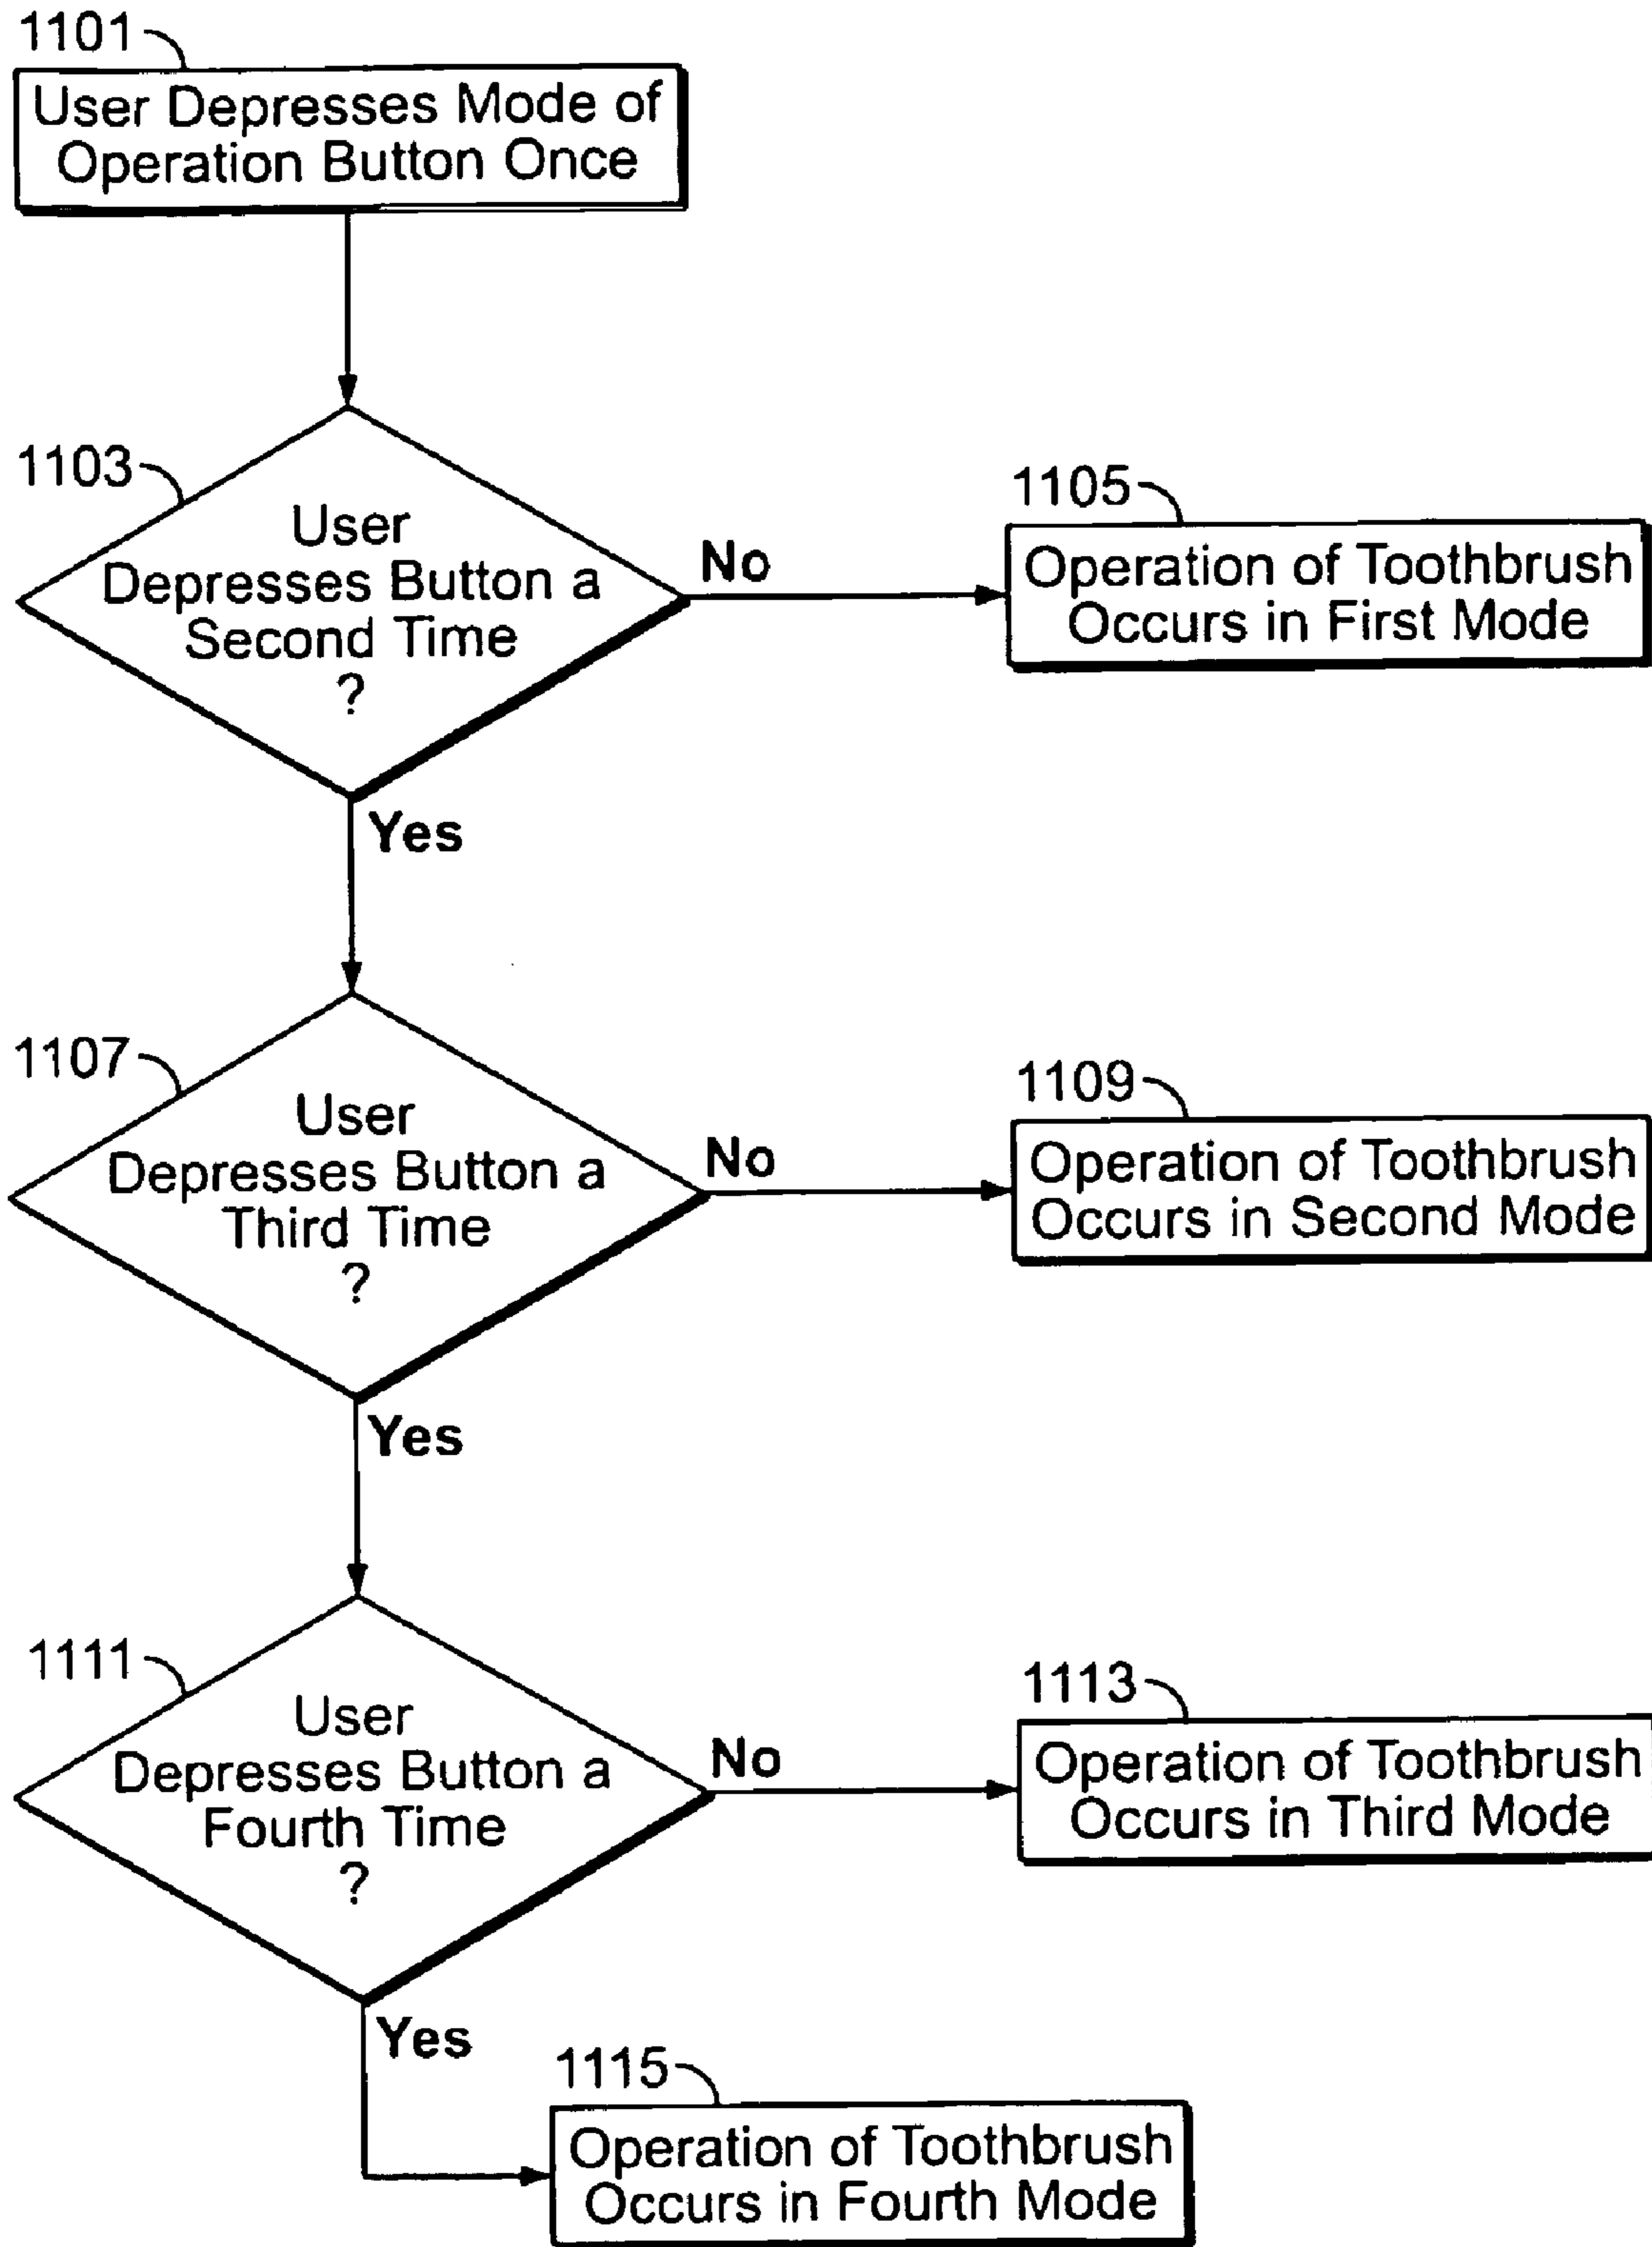 1101
User Depresses Mode of
Operation Button Once
1103
User
Depresses Button a
Second Time
?
No
1105
Operation of Toothbrush
Occurs in First Mode
Yes
1107
User
Depresses Button a
Third Time
?
No
1109
Operation of Toothbrush
Occurs in Second Mode
Yes
1111
User
Depresses Button a
Fourth Time
?
No
1113
Operation of Toothbrush
Occurs in Third Mode
Yes
1115
Operation of Toothbrush
Occurs in Fourth Mode